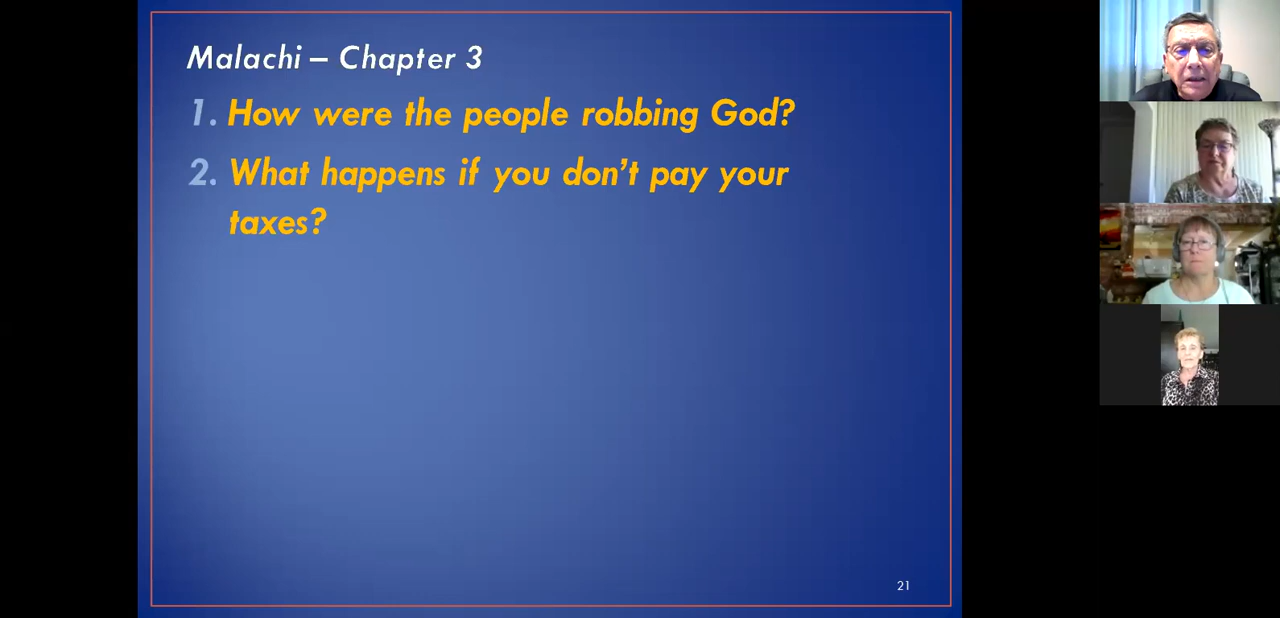 Malachi – Chapter 3
1. How were the people robbing God?
2. What happens if you don’t pay your
taxes?
21